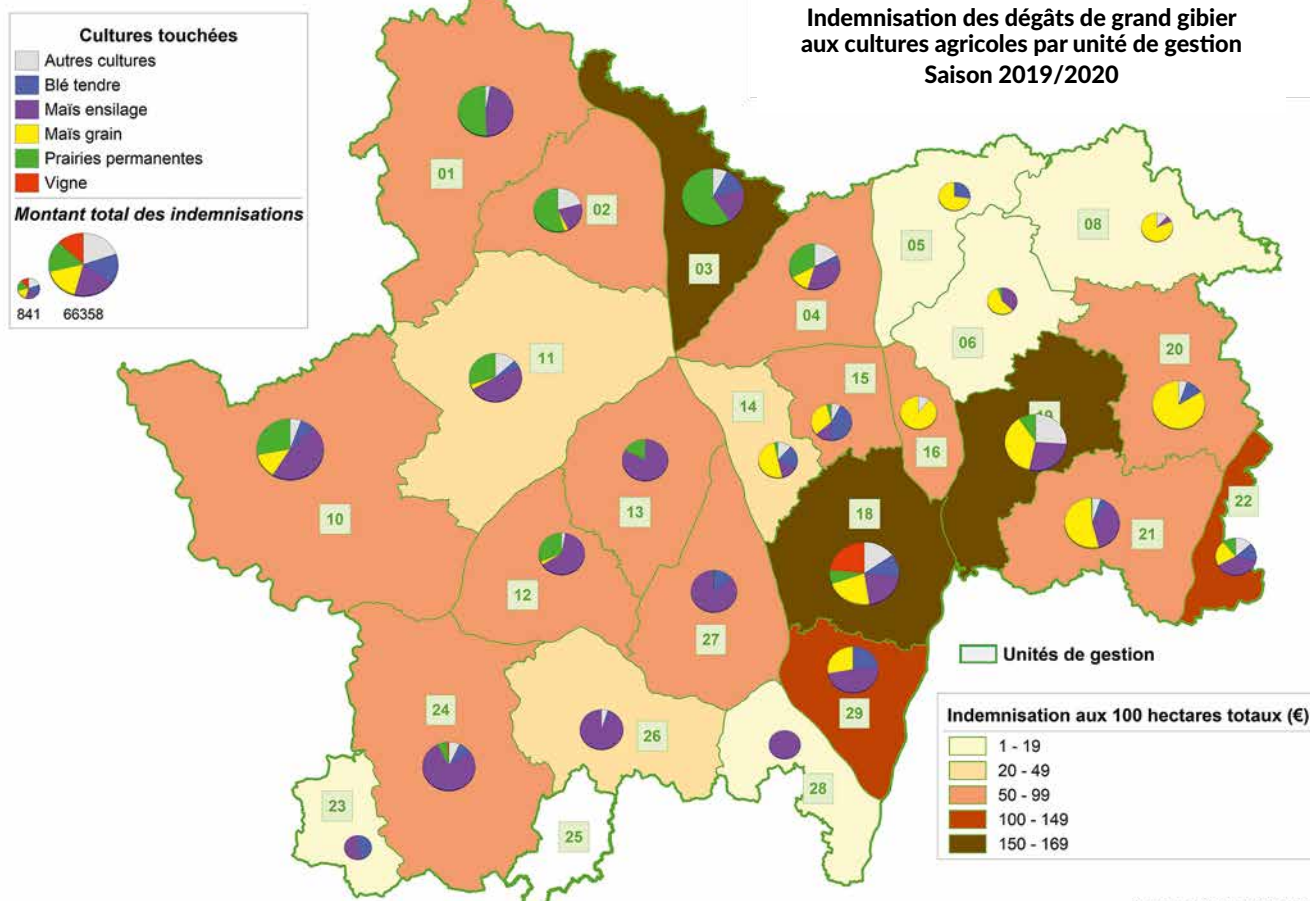 Indemnisation des dégâts de grand gibier
aux cultures agricoles par unité de gestion
Saison 2019/2020
Cultures touchées
Autres cultures
Blé tendre
Maïs ensilage
Maïs grain
Prairies permanentes
Vigne
Montant total des indemnisations
841 66358
01
02
03
04
05
08
06
20
11
15
14
16
19
10
13
18
22
21
12
27
24
26
29
28
23
25
Unités de gestion
Indemnisation aux 100 hectares totaux (€)
1 - 19
20 - 49
50 - 99
100 - 149
150 - 169